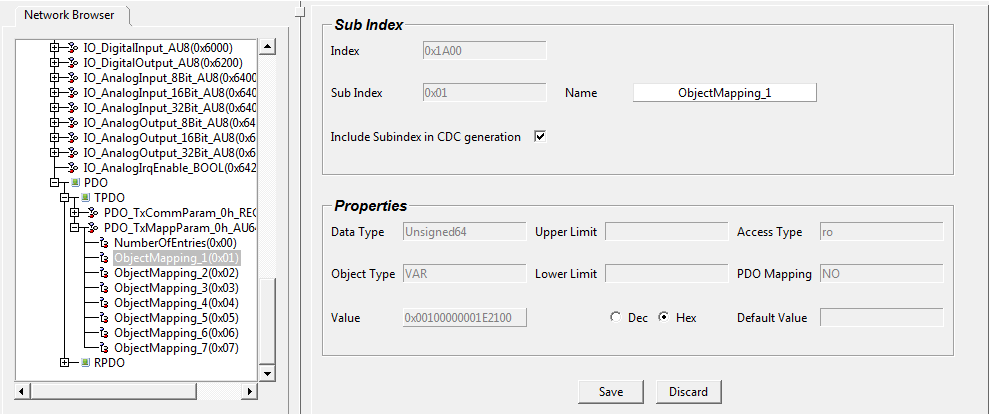 Network Browser
IO_DigitalInput_AU8(0x6000)
IO_DigitalOutput_AU8(0x6200)
IO_AnalogInput_8Bit_AU8(0x6400
IO_AnalogInput_16Bit_AU8(0x640
IO_AnalogInput_32Bit_AU8(0x640
IO_AnalogOutput_8Bit_AU8(0x64
IO_AnalogOutput_16Bit_AU8(0x6
IO_AnalogOutput_32Bit_AU8(0x6
IO_AnalogIrqEnable_BOOL(0x642
PDO
TPDO
PDO_TxCommParam_0h_REC
PDO_TxMappParam_0h_AU64
NumberOfEntries(0x00)
ObjectMapping_1(0x01)
ObjectMapping_2(0x02)
ObjectMapping_3(0x03)
ObjectMapping_4(0x04)
ObjectMapping_5(0x05)
ObjectMapping_6(0x06)
ObjectMapping_7(0x07)
RPDO
Sub Index
Index 0x1A00
Sub Index 0x01 Name ObjectMapping_1
Include Subindex in CDC generation
Properties
Data Type Unsigned64 Upper Limit Access Type ro
Object Type VAR Lower Limit PDO Mapping NO
Value 0x00100000001E2100 Dec Hex Default Value
Save Discard